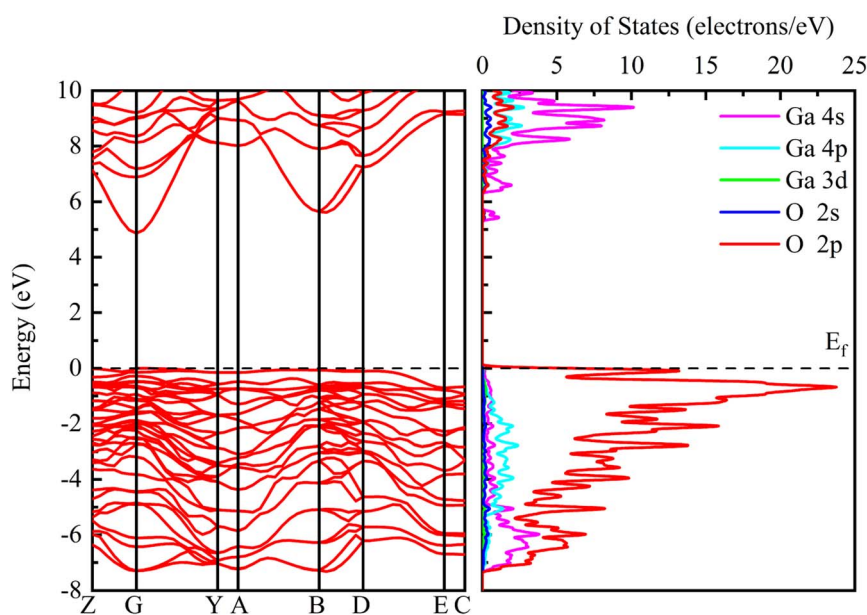 Density of States (electrons/eV)
0 5 10 15 20 25
Energy (eV)
10
8
6
4
2
0
-2
-4
-6
-8
Z G Y A B D E C
Ga 4s
Ga 4p
Ga 3d
O 2s
O 2p
E_f